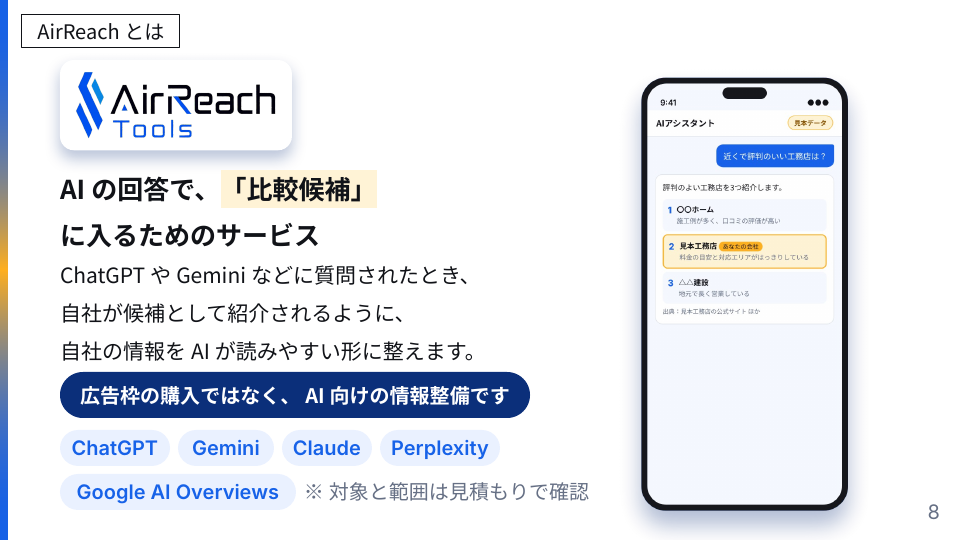 AirReach とは
AirReach
Tools
AI の回答で、「比較候補」
に入るためのサービス
ChatGPT や Gemini などに質問されたとき、
自社が候補として紹介されるように、
自社の情報を AI が読みやすい形に整えます。
広告枠の購入ではなく、 AI 向けの情報整備です
ChatGPT Gemini Claude Perplexity
Google AI Overviews ※ 対象と範囲は見積もりで確認
9:41
AIアシスタント 見本データ
近くで評判のいい工務店は？
評判のよい工務店を3つ紹介します。
1 〇〇ホーム
施工例が多く、口コミの評価が高い
2 見本工務店 あなたの会社
料金の目安と対応エリアがはっきりしている
3 △△建設
地元で長く営業している
出典：見本工務店の公式サイト ほか
8